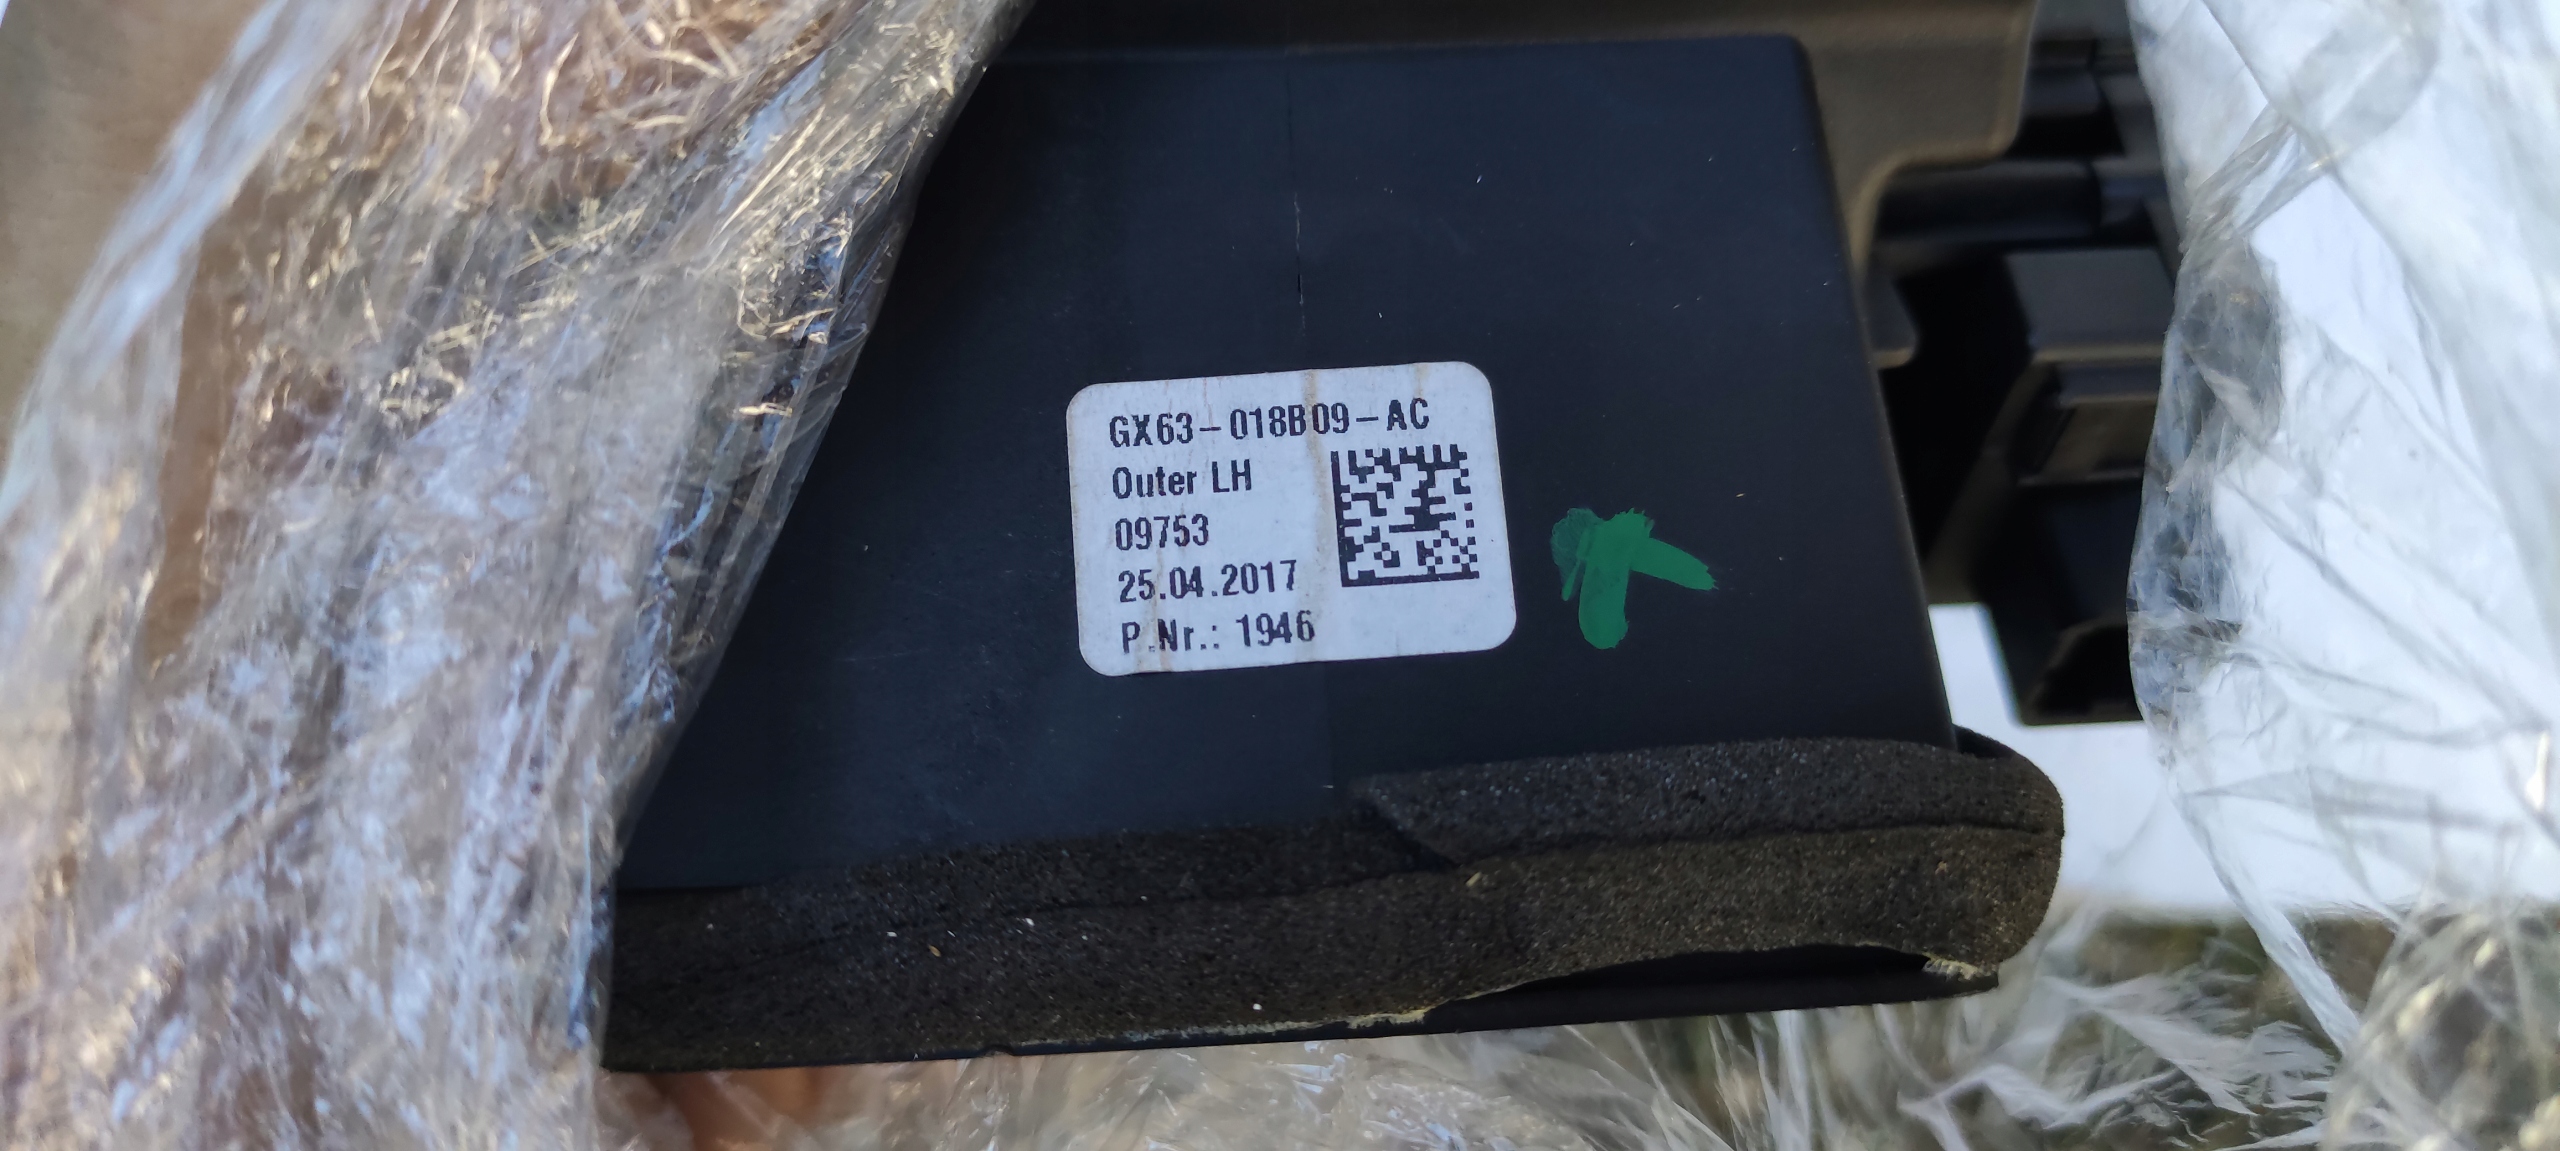 GX63-018B09-AC
Outer LH
09753
25.04.2017
P.Nr.: 1946